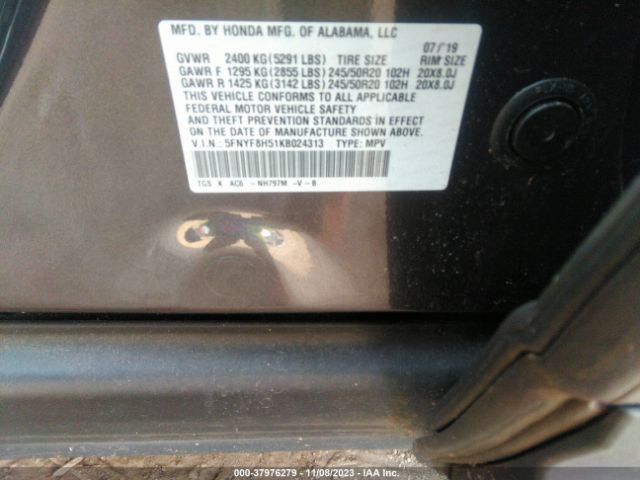 MFD. BY HONDA MFG. OF ALABAMA, LLC
07/19
GVWR 2400 KG(5291 LBS) TIRE SIZE RIM SIZE
GAWR F 1295 KG(2855 LBS)245/50R20 102H 20X8.0J
GAWR R 1425 KG(3142 LBS)245/50R20 102H 20X8.0J
THIS VEHICLE CONFORMS TO ALL APPLICABLE
FEDERAL MOTOR VEHICLE SAFETY
AND THEFT PREVENTION STANDARDS IN EFFECT
ON THE DATE OF MANUFACTURE SHOWN ABOVE.
V.I.N.: 5FNYF8H51KB024313 TYPE: MPV
TGS K AC6 -NH797M -V-B
000-37976279 | 11/08/2023 | IAA Inc.